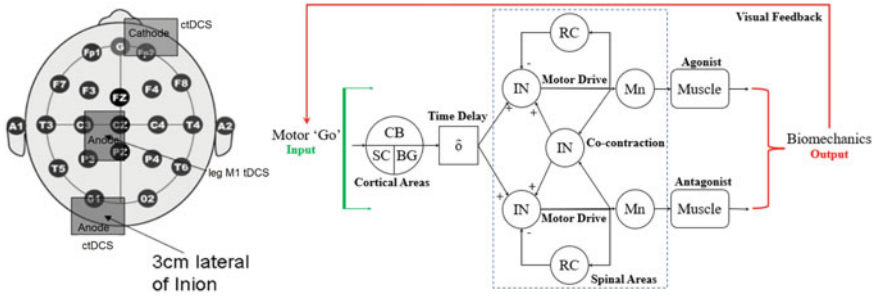 ctDCS
Cathode
G
Fp1
Fp2
F7
F3
FZ
F4
F8
A1
T3
C3
CZ
C4
T4
A2
Anode
T5
P3
PZ
P4
T6
leg M1 tDCS
O1
O2
Anode
ctDCS
3cm lateral
of Inion
Visual Feedback
RC
Agonist
-
IN
Motor Drive
Mn
Muscle
+
+
Time Delay
Motor 'Go'
Input
CB
SC
BG
Cortical Areas
õ
IN
Co-contraction
Biomechanics
Output
+
+
Antagonist
IN
Motor Drive
Mn
Muscle
-
RC
Spinal Areas